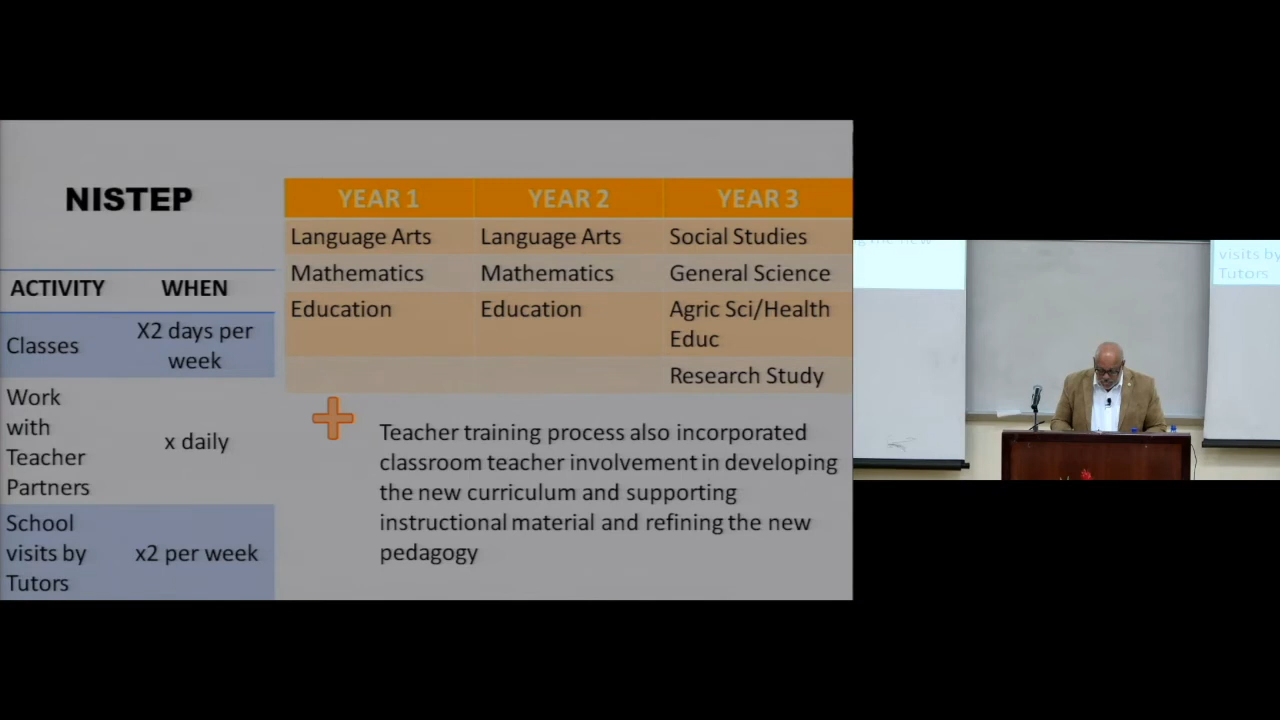 NISTEP
ACTIVITY WHEN
Classes X2 days per
week
Work
with
Teacher
Partners
x daily
School
visits by
Tutors
x2 per week
YEAR 1 YEAR 2 YEAR 3
Language Arts Language Arts Social Studies
Mathematics Mathematics General Science
Education Education Agric Sci/Health
Educ
Research Study
Teacher training process also incorporated
classroom teacher involvement in developing
the new curriculum and supporting
instructional material and refining the new
pedagogy
visits by
Tutors